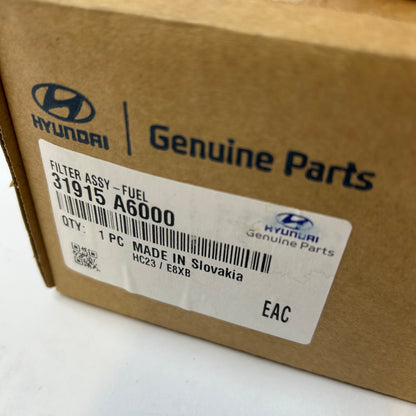 HYUNDAI
Genuine Parts
FILTER ASSY-FUEL
31915 A6000
QTY: 1 PC MADE IN Slovakia
HC23 / E8XB
HYUNDAI
Genuine Parts
EAC